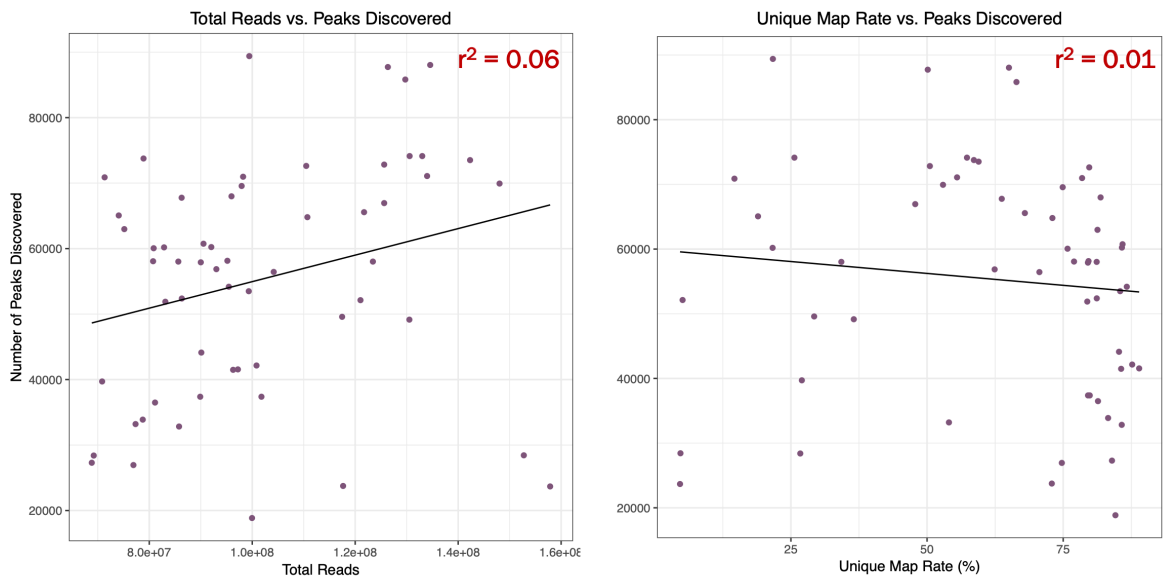 Total Reads vs. Peaks Discovered
r² = 0.06
Number of Peaks Discovered
80000
60000
40000
20000
8.0e+07 1.0e+08 1.2e+08 1.4e+08 1.6e+0
Total Reads
Unique Map Rate vs. Peaks Discovered
r² = 0.01
80000
60000
40000
20000
25 50 75
Unique Map Rate (%)